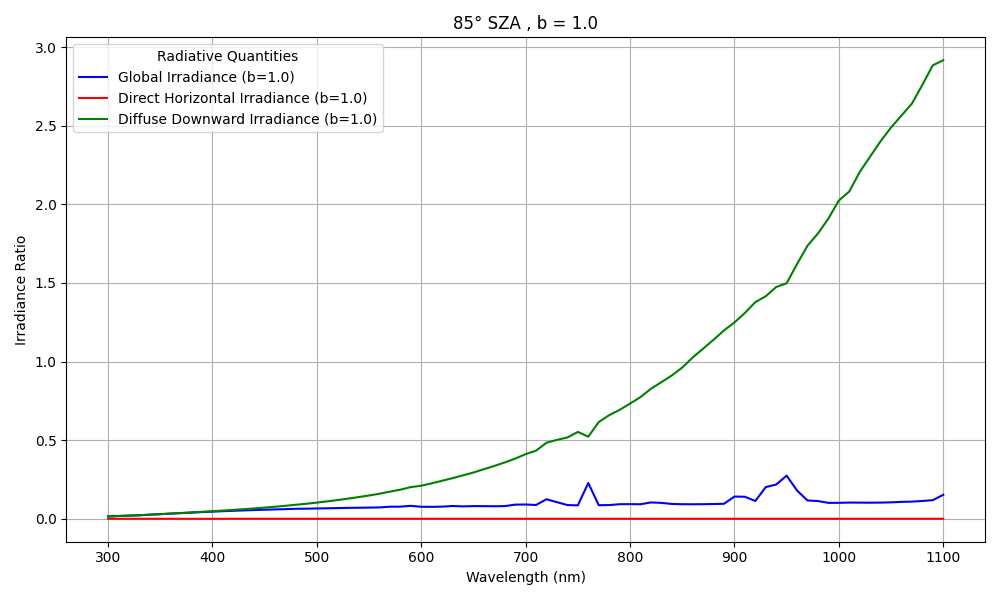 85° SZA , b = 1.0
Radiative Quantities
Global Irradiance (b=1.0)
Direct Horizontal Irradiance (b=1.0)
Diffuse Downward Irradiance (b=1.0)
Irradiance Ratio
3.0
2.5
2.0
1.5
1.0
0.5
0.0
300 400 500 600 700 800 900 1000 1100
Wavelength (nm)